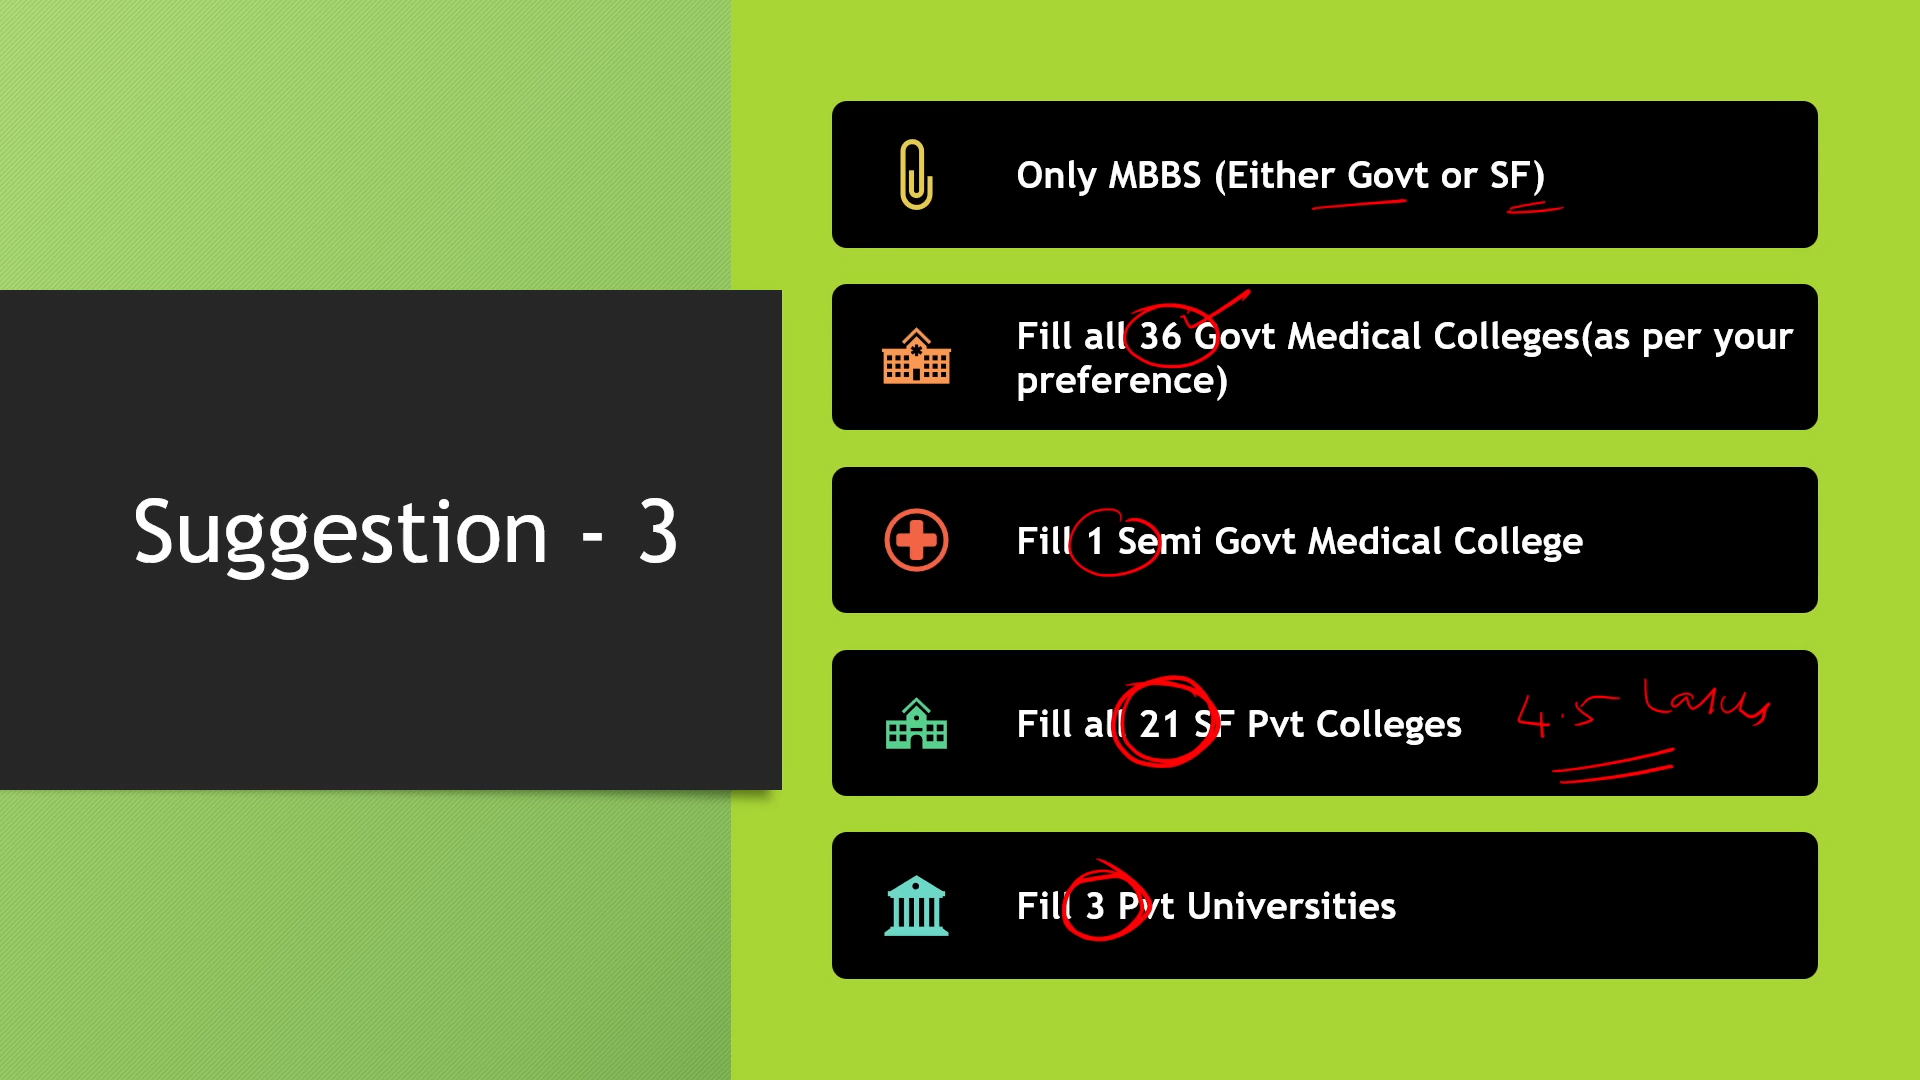 Suggestion - 3
Only MBBS (Either Govt or SF)
Fill all 36 Govt Medical Colleges(as per your
preference)
Fill 1 Semi Govt Medical College
Fill all 21 SF Pvt Colleges
4.5 Lakhs
Fill 3 Pvt Universities